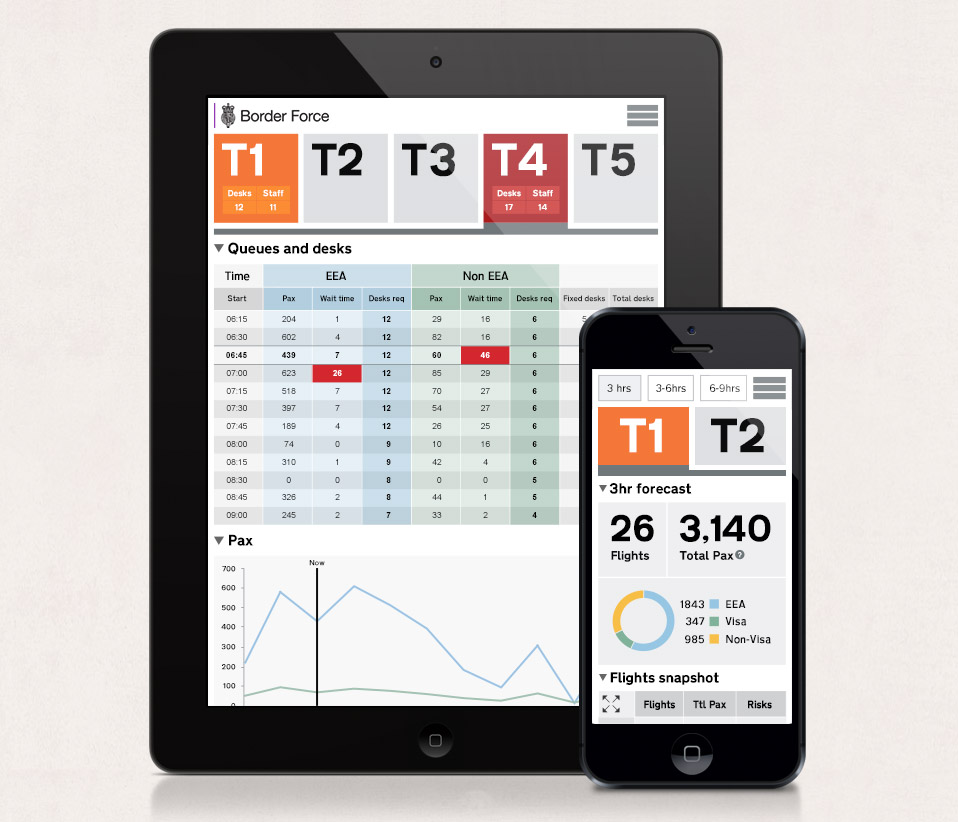 Border Force
T1 T2 T3 T4 T5
Desks Staff Desks Staff
12 11 17 14
Queues and desks
Time EEA Non EEA
Start Pax Wait time Desks req Pax Wait time Desks req Fixed desks Total desks
06:15 204 1 12 29 16 6 5
06:30 602 4 12 82 16 6
06:45 439 7 12 60 46 6
07:00 623 26 12 85 29 6
07:15 518 7 12 70 27 6
07:30 397 7 12 54 27 6
07:45 189 4 12 26 25 6
08:00 74 0 9 10 16 6
08:15 310 1 9 42 4 6
08:30 0 0 8 0 0 5
08:45 326 2 8 44 1 5
09:00 245 2 7 33 2 4
Pax
Now
700
600
500
400
300
200
100
0
3 hrs 3-6hrs 6-9hrs
T1 T2
3hr forecast
26 3,140
Flights Total Pax ?
1843 EEA
347 Visa
985 Non-Visa
Flights snapshot
Flights Ttl Pax Risks